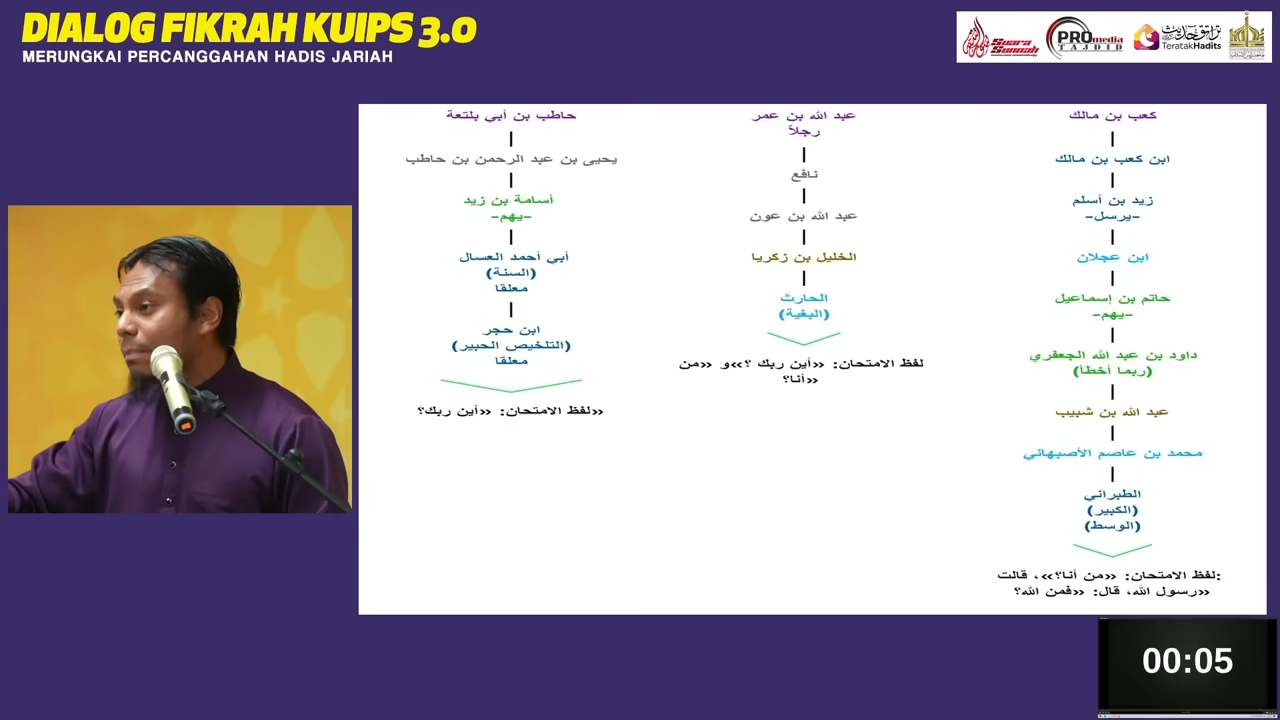 DIALOG FIKRAH KUIPS 3.0
MERUNGKAI PERCANGGAHAN HADIS JARIAH
Suara Sunnah
PROmedia
TAJDID
TeratakHadits
كعب بن مالك
ابن كعب بن مالك
زيد بن أسلم
-يرسل-
ابن عجلان
حاتم بن إسماعيل
-يهم-
داود بن عبد الله الجعفري
(ربما أخطأ)
عبد الله بن شبيب
محمد بن عاصم الأصبهاني
الطبراني
(الكبير)
(الوسط)
:لفظ الامتحان: «من أنا؟»، قالت
«رسول الله، قال: «فمن الله؟
عبد الله بن عمر
رجلاً
نافع
عبد الله بن عون
الخليل بن زكريا
الحارث
(البغية)
لفظ الامتحان: «أين ربك ؟»و «من
«أنا؟
حاطب بن أبي بلتعة
يحيى بن عبد الرحمن بن حاطب
أسامة بن زيد
-يهم-
أبي أحمد العسال
(السنة)
معلقا
ابن حجر
(التلخيص الحبير)
معلقا
«لفظ الامتحان: «أين ربك؟
00:05